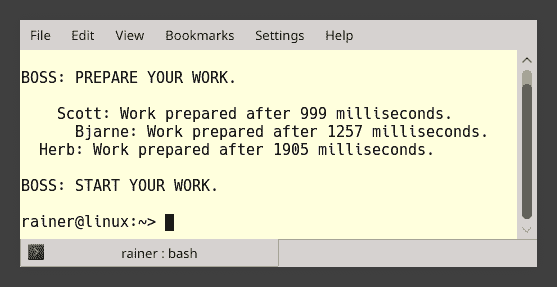 File Edit View Bookmarks Settings Help
BOSS: PREPARE YOUR WORK.
Scott: Work prepared after 999 milliseconds.
Bjarne: Work prepared after 1257 milliseconds.
Herb: Work prepared after 1905 milliseconds.
BOSS: START YOUR WORK.
rainer@linux:~>
rainer : bash